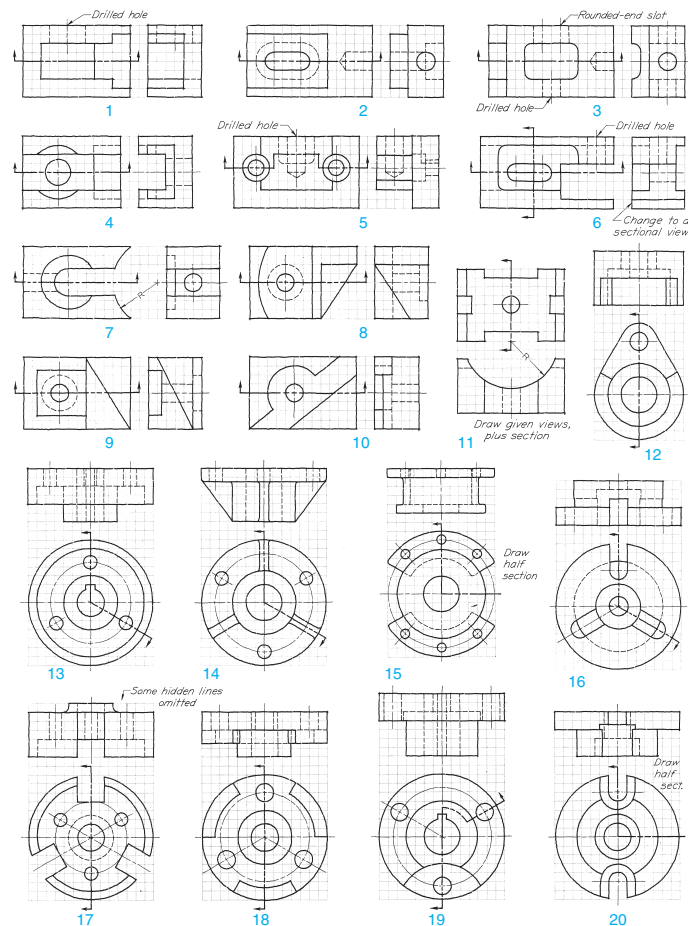 Drilled hole
1
2
Rounded-end slot
Drilled hole
3
4
Drilled hole
5
Drilled hole
Change to a
sectional view
6
R
7
8
9
10
R
Draw given views,
plus section
11
12
13
14
Draw
half
section
15
16
Some hidden lines
omitted
17
18
19
Draw
half
sect.
20